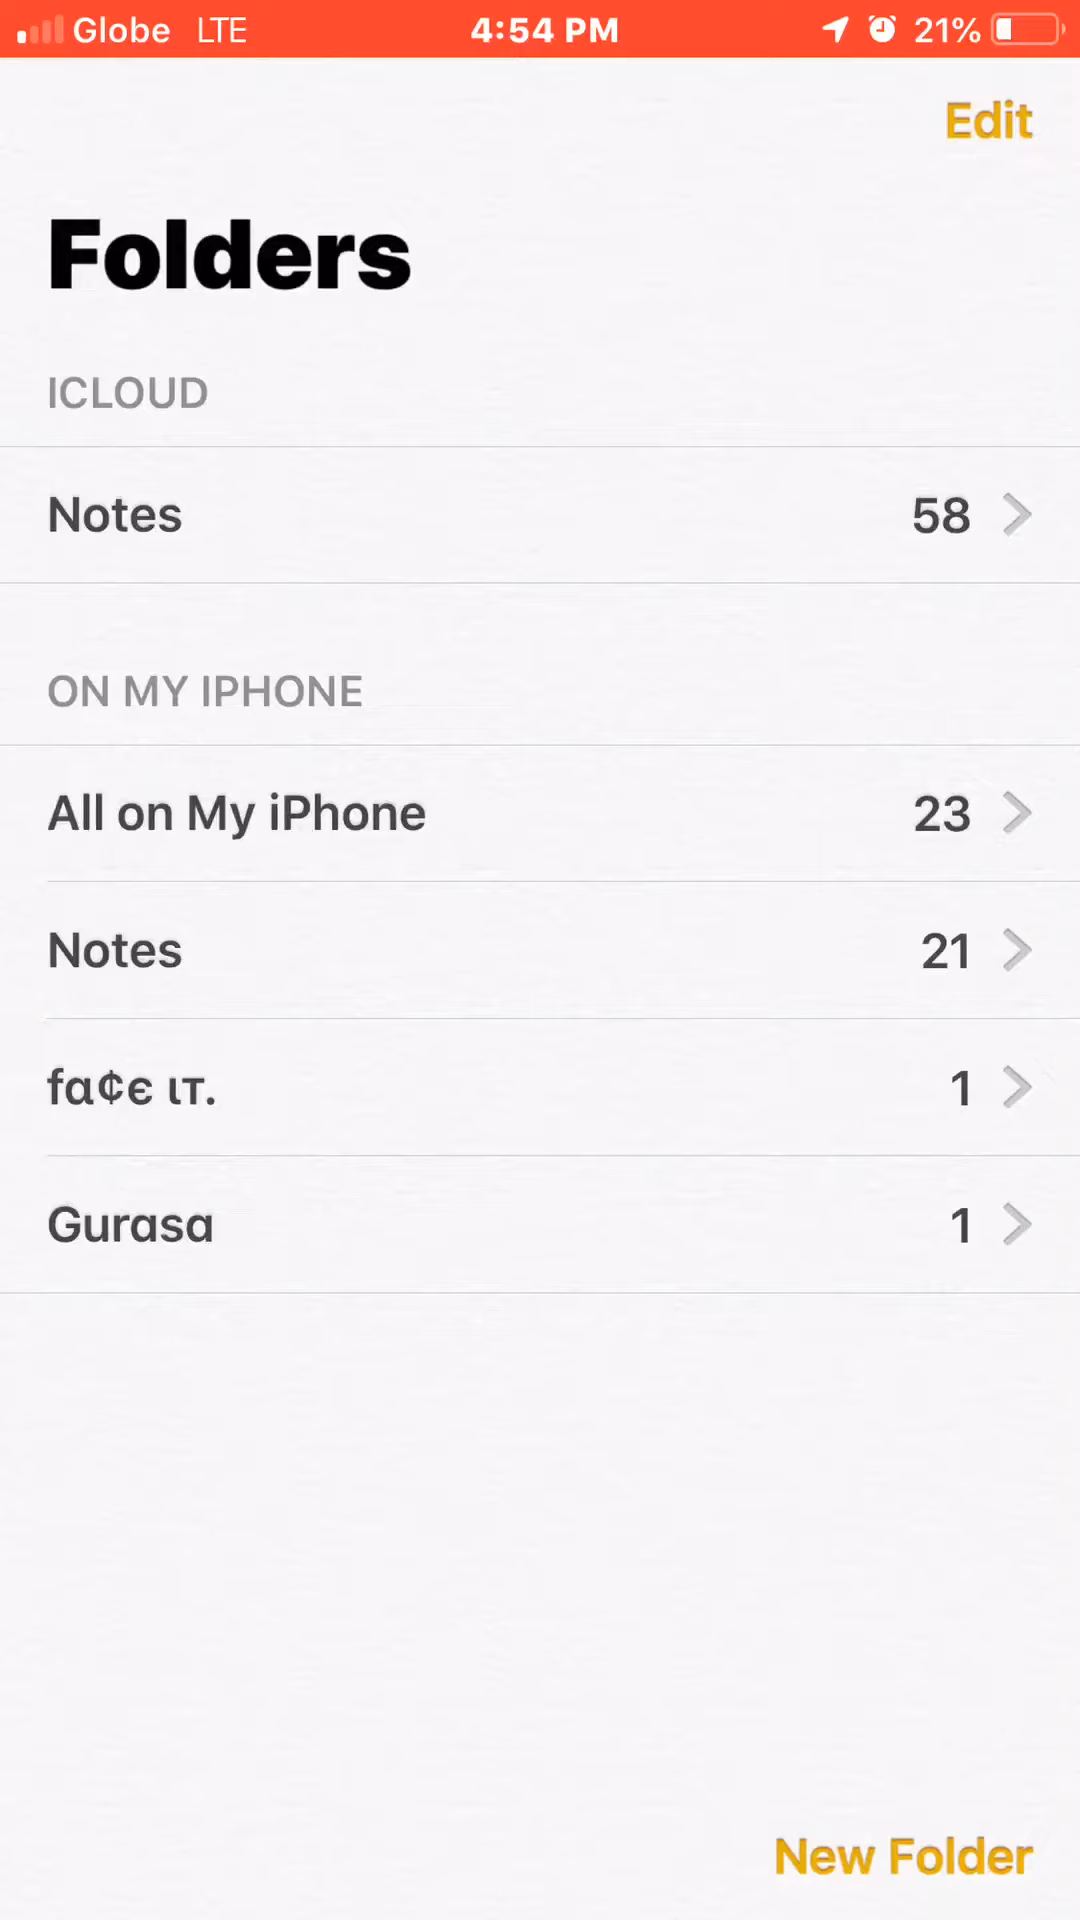 Globe LTE 4:54 PM 21%
Edit
Folders
ICLOUD
Notes 58
ON MY IPHONE
All on My iPhone 23
Notes 21
fα¢є ιт. 1
Gurasa 1
New Folder